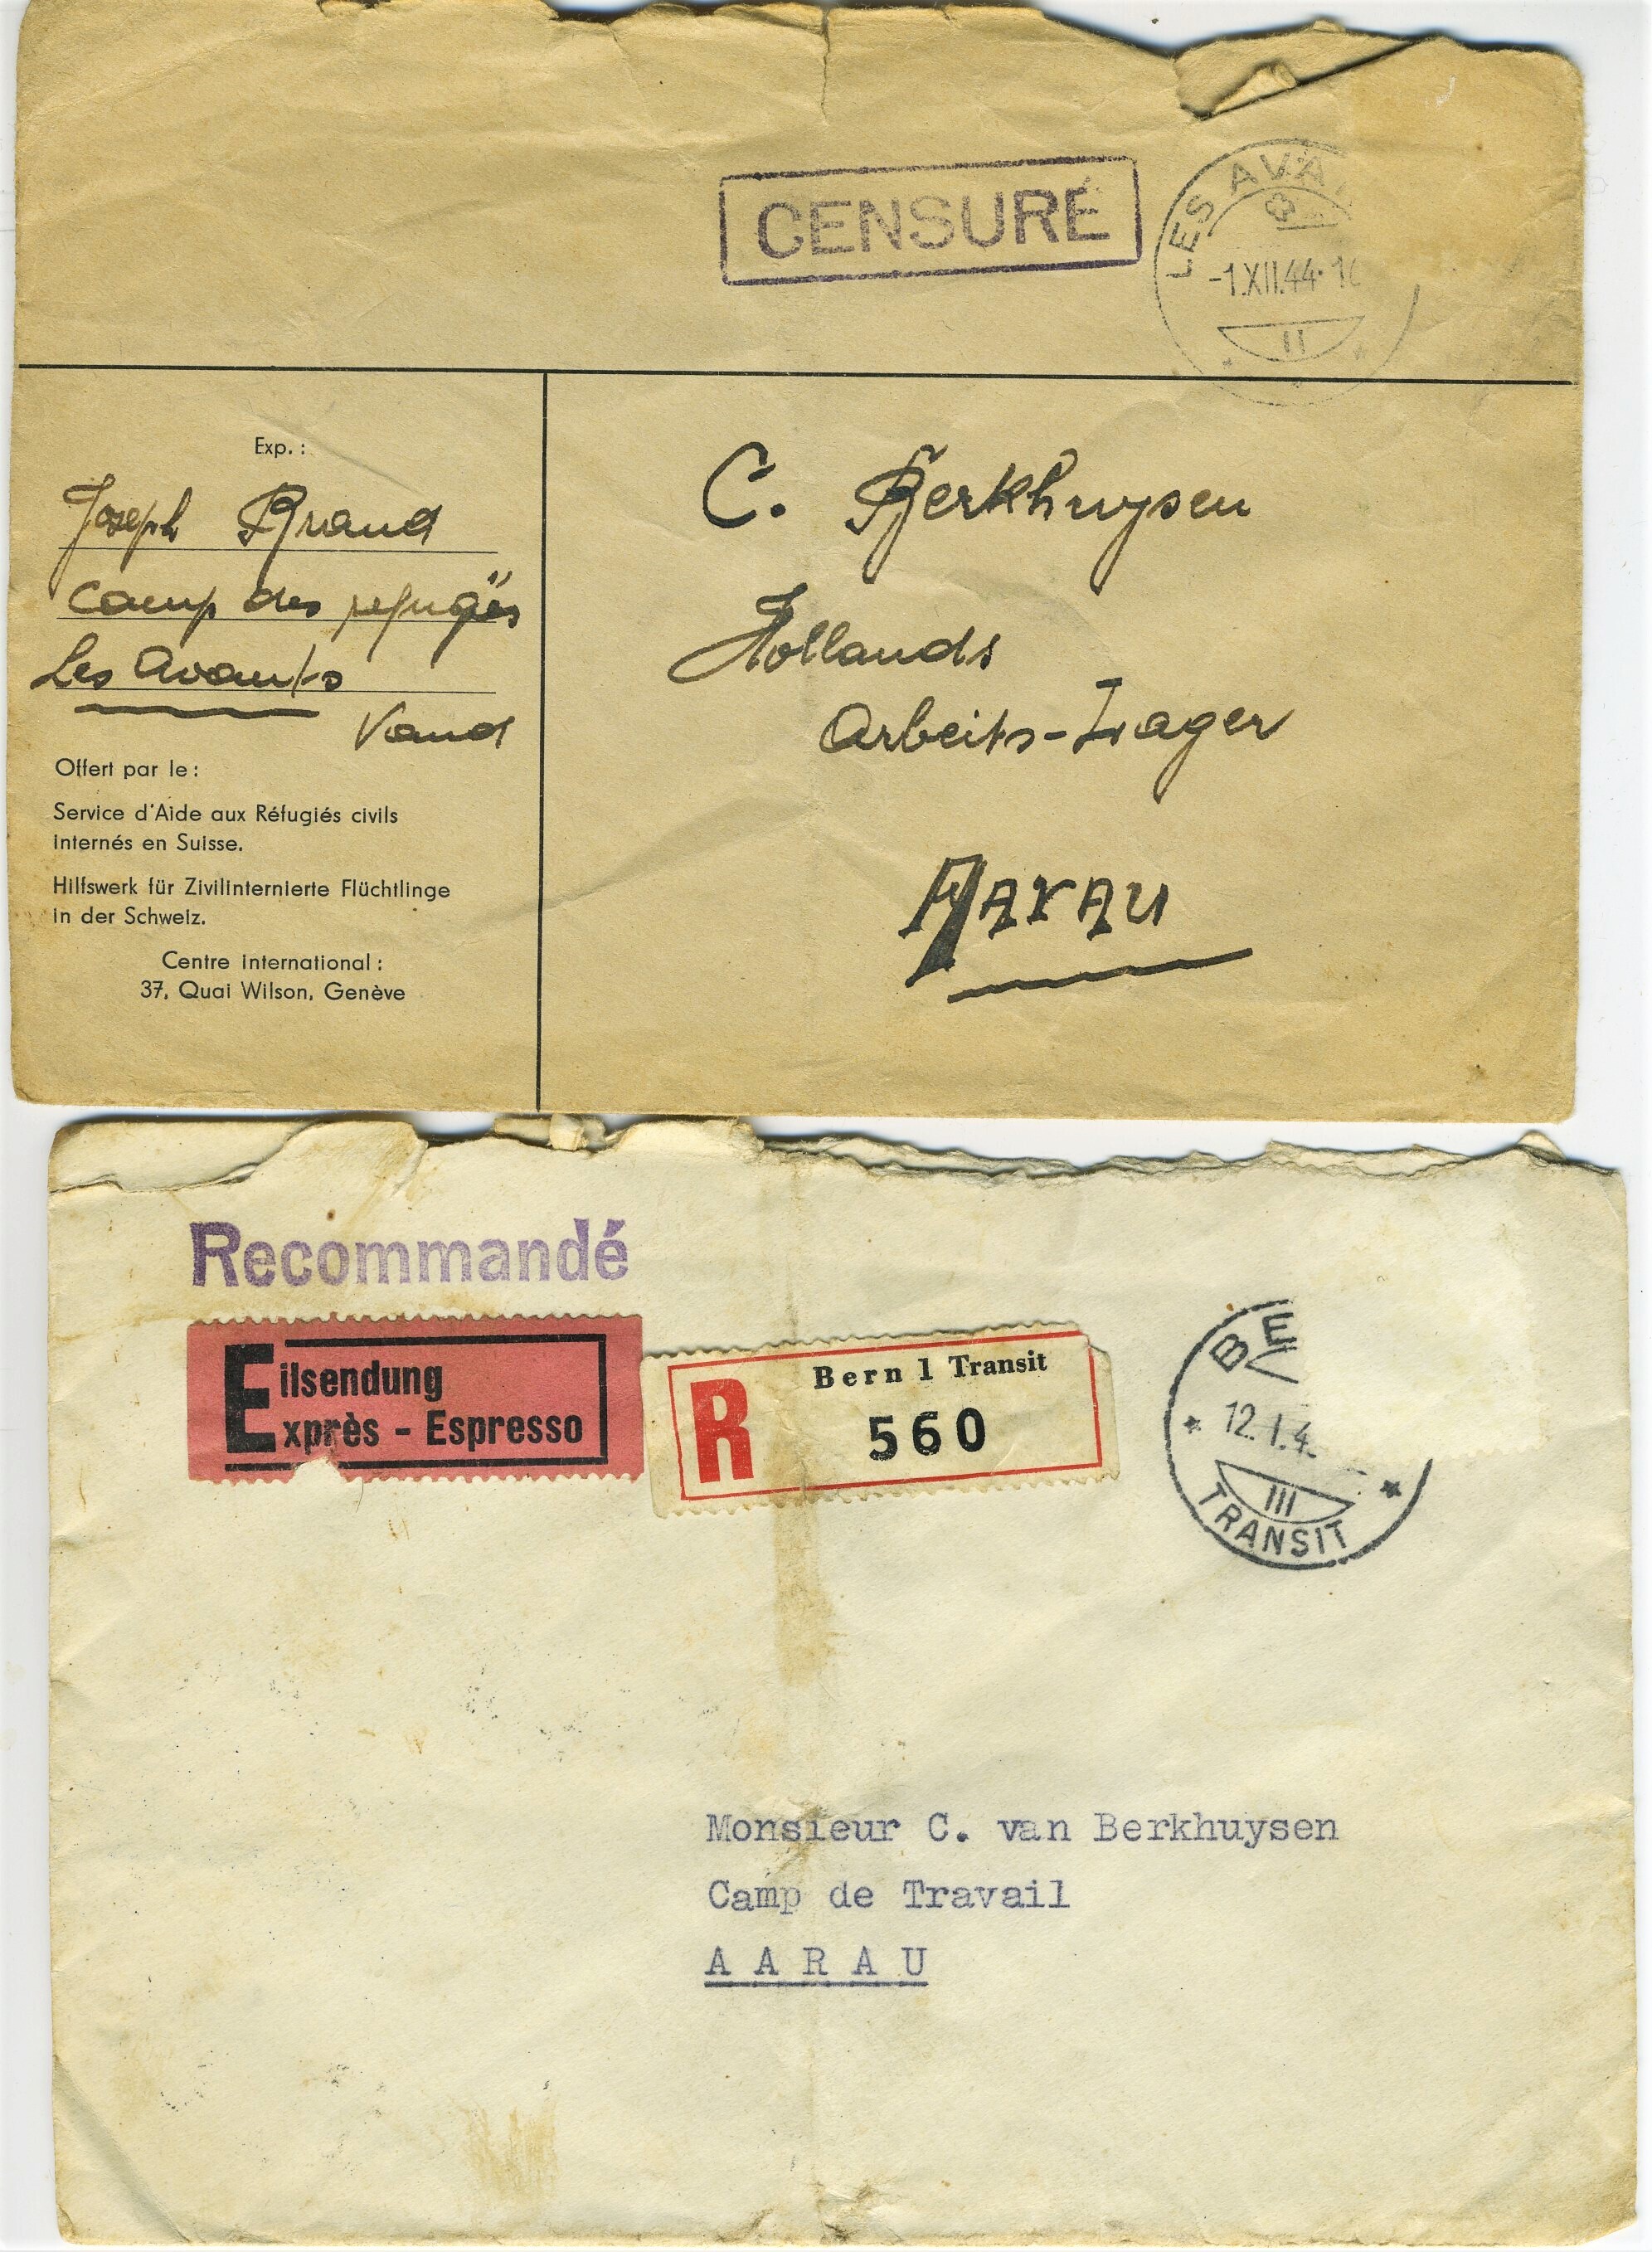 CENSURÉ
LES AVA
-1.XII.44-1
II
Exp. :
Joseph Brand
Camp des refugiës
Les Avants
Vaud
Offert par le :
Service d'Aide aux Réfugiés civils
internés en Suisse.
Hilfswerk für Zivilinternierte Flüchtlinge
in der Schweiz.
Centre international :
37, Quai Wilson, Genève
C. Berkhuysen
Hollands
Arbeits-Lager
AARAU
Recommandé
Eilsendung
Exprès - Espresso
R
Bern 1 Transit
560
BE
12.I.4
III
TRANSIT
Monsieur C. van Berkhuysen
Camp de Travail
A A R A U